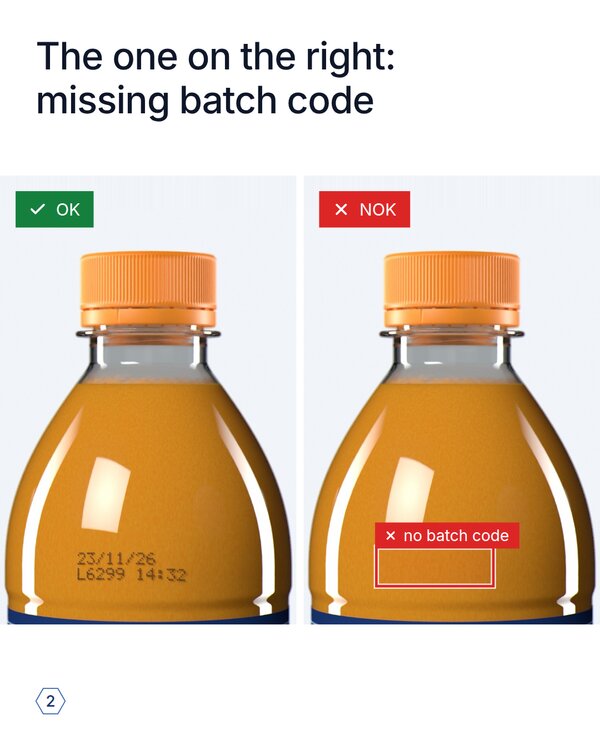 The one on the right:
missing batch code
OK
NOK
no batch code
23/11/26
L6299 14:32
2